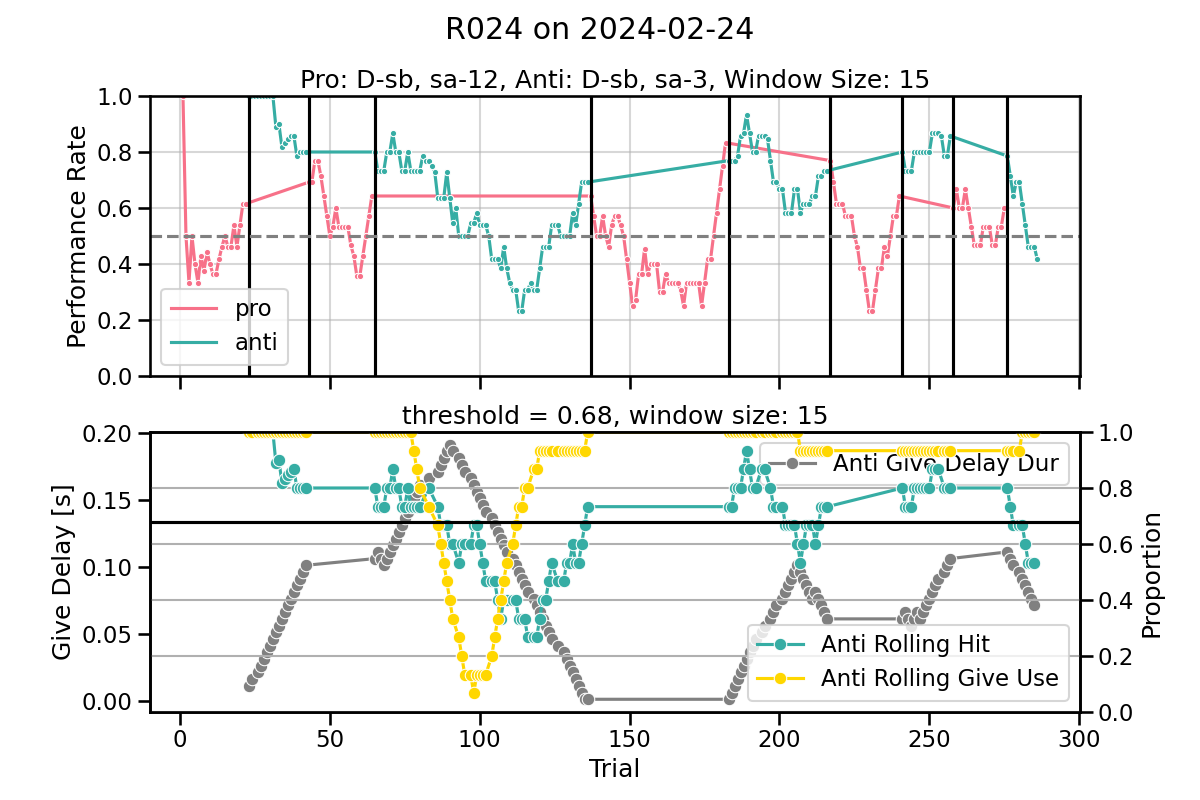 R024 on 2024-02-24
Pro: D-sb, sa-12, Anti: D-sb, sa-3, Window Size: 15
Performance Rate
1.0
0.8
0.6
0.4
0.2
0.0
pro
anti
threshold = 0.68, window size: 15
Give Delay [s]
0.20
0.15
0.10
0.05
0.00
Anti Give Delay Dur
Anti Rolling Hit
Anti Rolling Give Use
1.0
0.8
0.6
0.4
0.2
0.0
Proportion
0 50 100 150 200 250 300
Trial